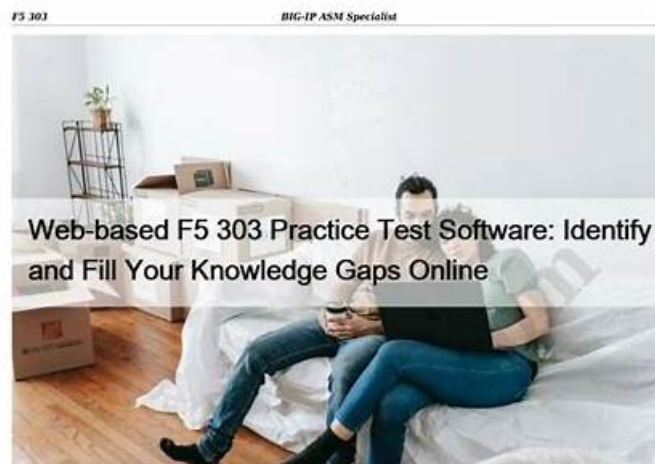 F5 303
BIG-IP ASM Specialist
Web-based F5 303 Practice Test Software: Identify
and Fill Your Knowledge Gaps Online